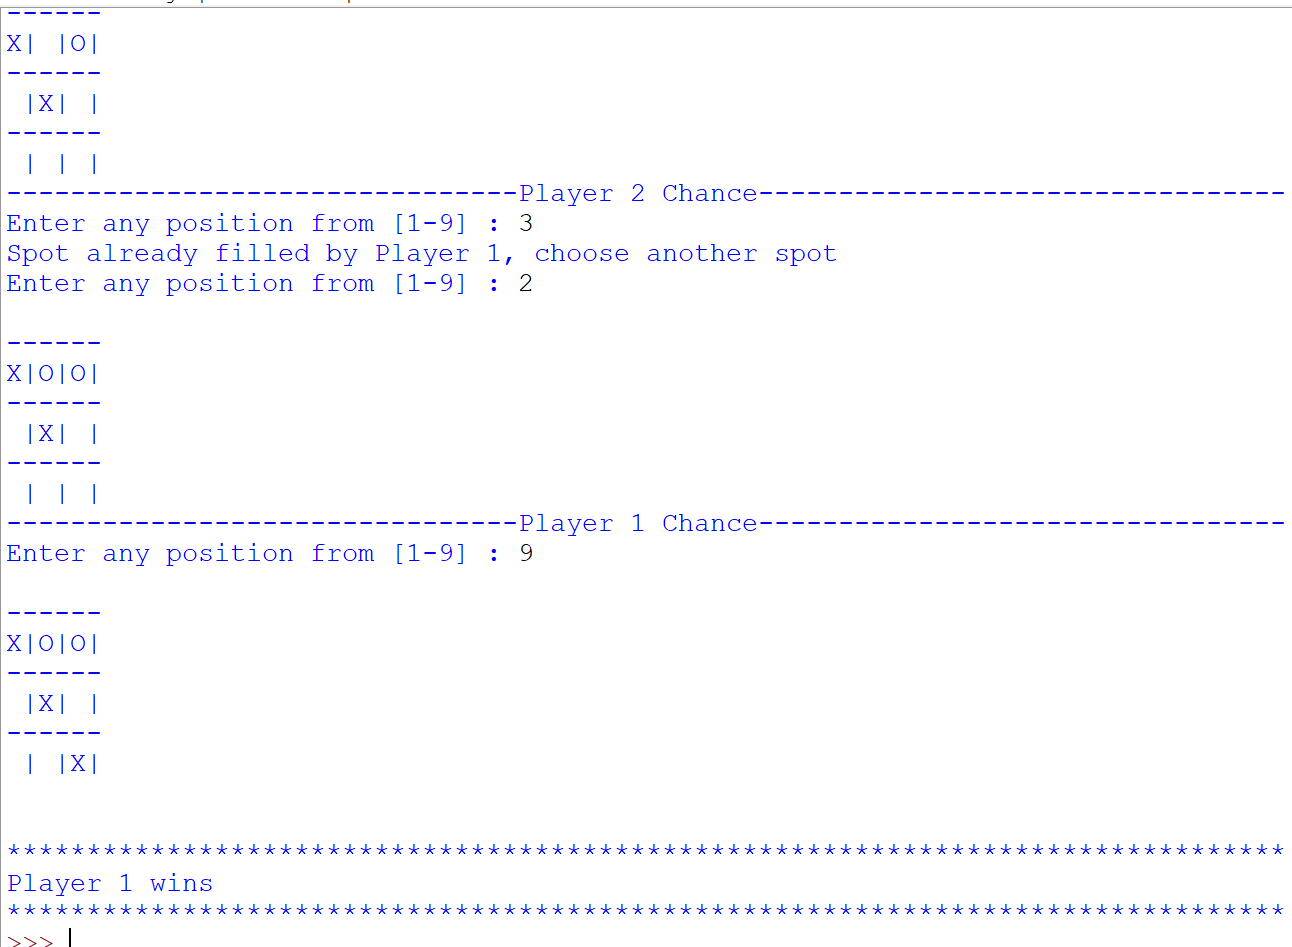 ------
X| |O|
------
 |X| |
------
 | | |
--------------------------------Player 2 Chance---------------------------------
Enter any position from [1-9] : 3
Spot already filled by Player 1, choose another spot
Enter any position from [1-9] : 2

------
X|O|O|
------
 |X| |
------
 | | |
--------------------------------Player 1 Chance---------------------------------
Enter any position from [1-9] : 9

------
X|O|O|
------
 |X| |
------
 | |X|


********************************************************************************
Player 1 wins
********************************************************************************
>>>